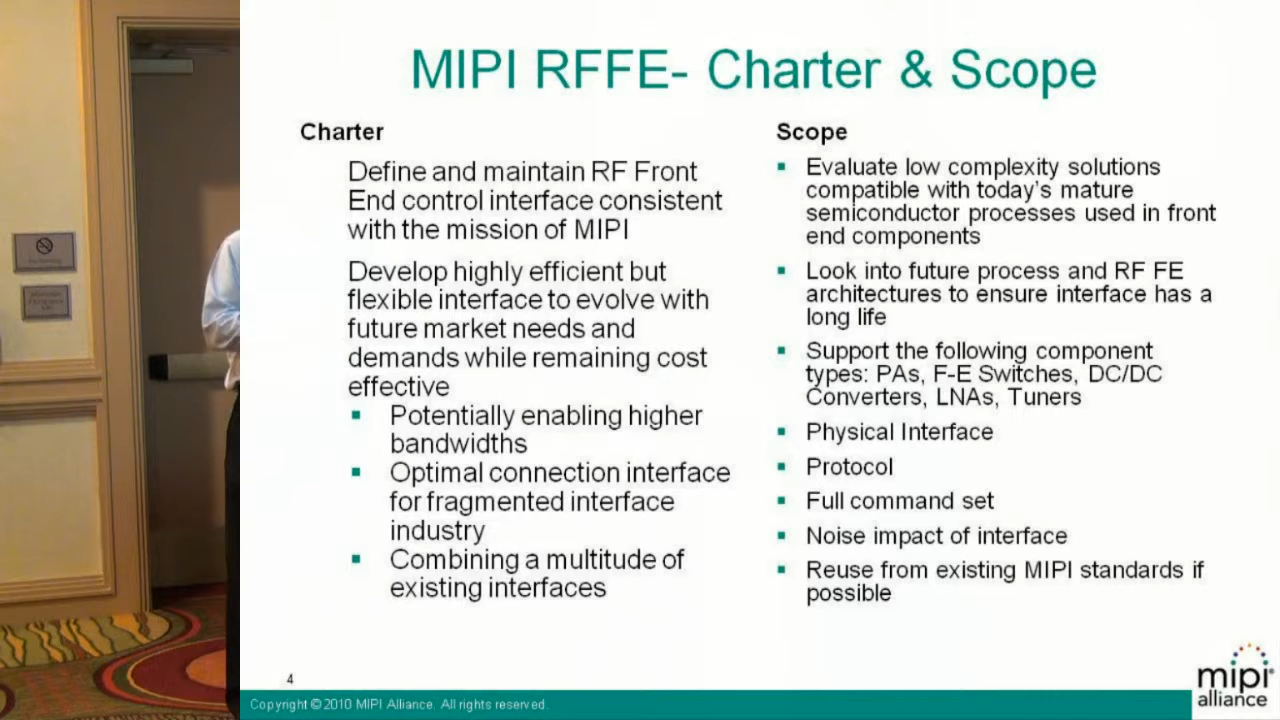 MIPI RFFE- Charter & Scope
Charter
Define and maintain RF Front
End control interface consistent
with the mission of MIPI
Develop highly efficient but
flexible interface to evolve with
future market needs and
demands while remaining cost
effective
▪ Potentially enabling higher
bandwidths
▪ Optimal connection interface
for fragmented interface
industry
▪ Combining a multitude of
existing interfaces
Scope
▪ Evaluate low complexity solutions
compatible with today's mature
semiconductor processes used in front
end components
▪ Look into future process and RF FE
architectures to ensure interface has a
long life
▪ Support the following component
types: PAs, F-E Switches, DC/DC
Converters, LNAs, Tuners
▪ Physical Interface
▪ Protocol
▪ Full command set
▪ Noise impact of interface
▪ Reuse from existing MIPI standards if
possible
4
Copyright © 2010 MIPI Alliance. All rights reserved.
mipi®
alliance